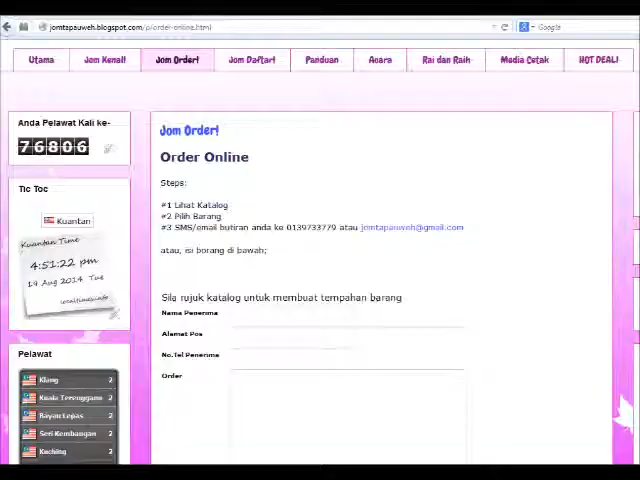 jomtapauweh.blogspot.com/p/order-online.html
Google
Utama
Jom Kenal!
Jom Order!
Jom Daftar!
Panduan
Acara
Rai dan Raih
Media Cetak
HOT DEAL!
Anda Pelawat Kali ke-
76806
Tic Toc
Kuantan
Kuantan Time
4:51:22 pm
19 Aug 2014 Tue
localtimes.info
Pelawat
Klang 2
Kuala Terengganu 2
Bayan Lepas 2
Seri Kembangan 2
Kuching 2
Jom Order!
Order Online
Steps:
#1 Lihat Katalog
#2 Pilih Barang
#3 SMS/email butiran anda ke 0139733779 atau jomtapauweh@gmail.com
atau, isi borang di bawah;
Sila rujuk katalog untuk membuat tempahan barang
Nama Penerima
Alamat Pos
No.Tel Penerima
Order